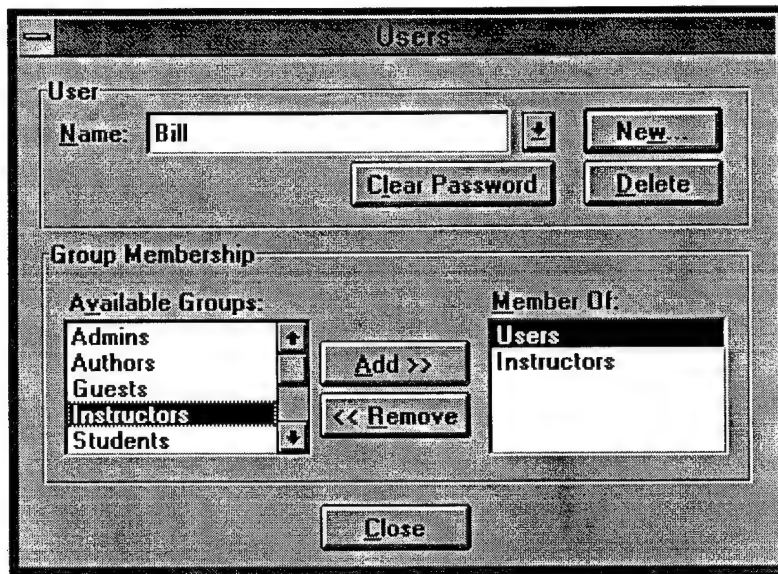 Users
User
Name: Bill New...
Clear Password Delete
Group Membership
Available Groups: Member Of:
Admins Users
Authors Add >> Instructors
Guests
Instructors << Remove
Students
Close